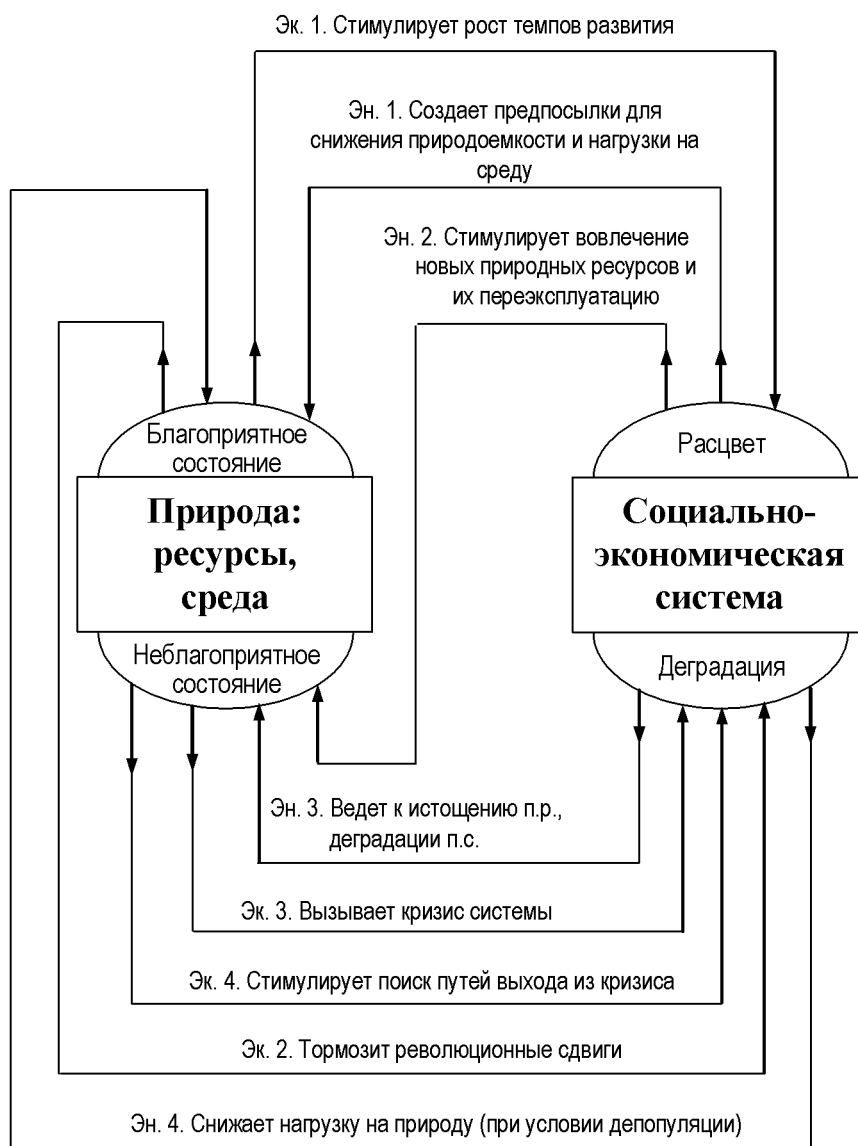 Эк. 1. Стимулирует рост темпов развития
Эн. 1. Создает предпосылки для
снижения природоемкости и нагрузки на
среду
Эн. 2. Стимулирует вовлечение
новых природных ресурсов и
их переэксплуатацию
Благоприятное
состояние
Расцвет
Природа:
ресурсы,
среда
Социально-
экономическая
система
Неблагоприятное
состояние
Деградация
Эн. 3. Ведет к истощению п.р.,
деградации п.с.
Эк. 3. Вызывает кризис системы
Эк. 4. Стимулирует поиск путей выхода из кризиса
Эк. 2. Тормозит революционные сдвиги
Эн. 4. Снижает нагрузку на природу (при условии депопуляции)